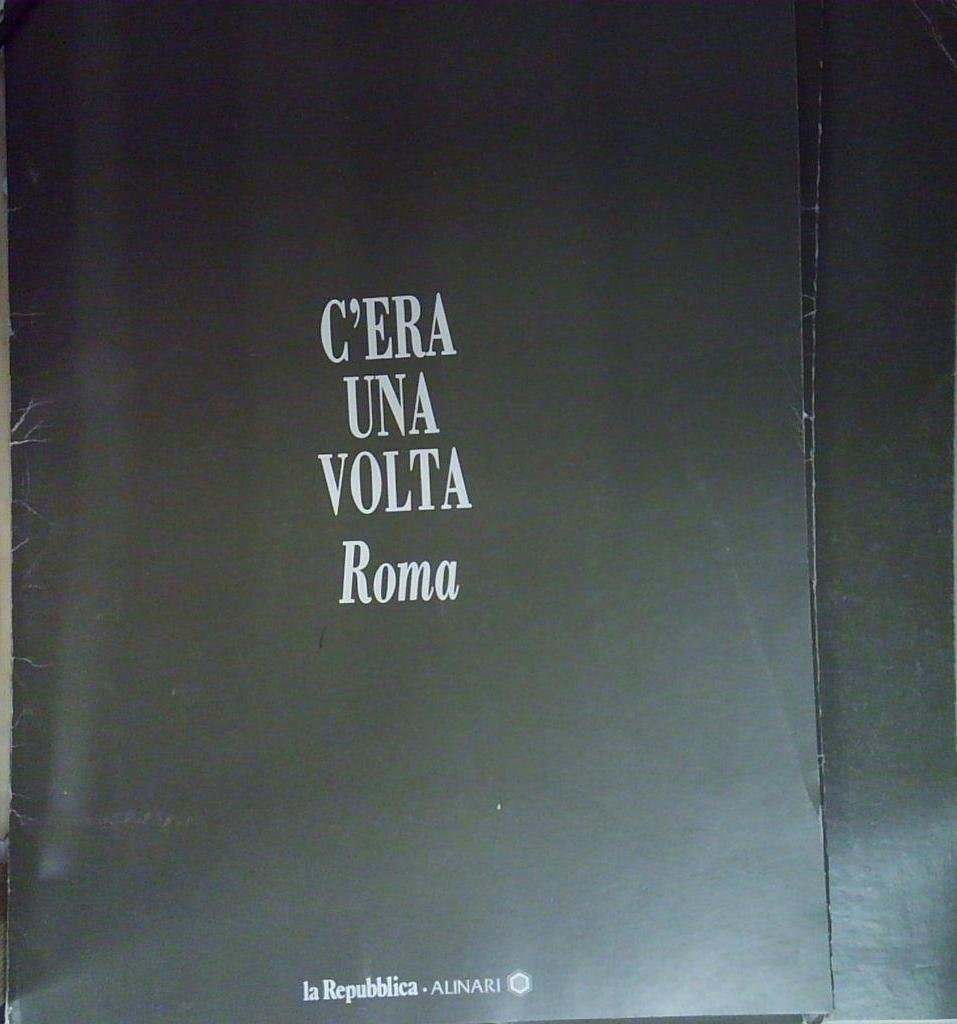 C'ERA
UNA
VOLTA
Roma
la Repubblica · ALINARI